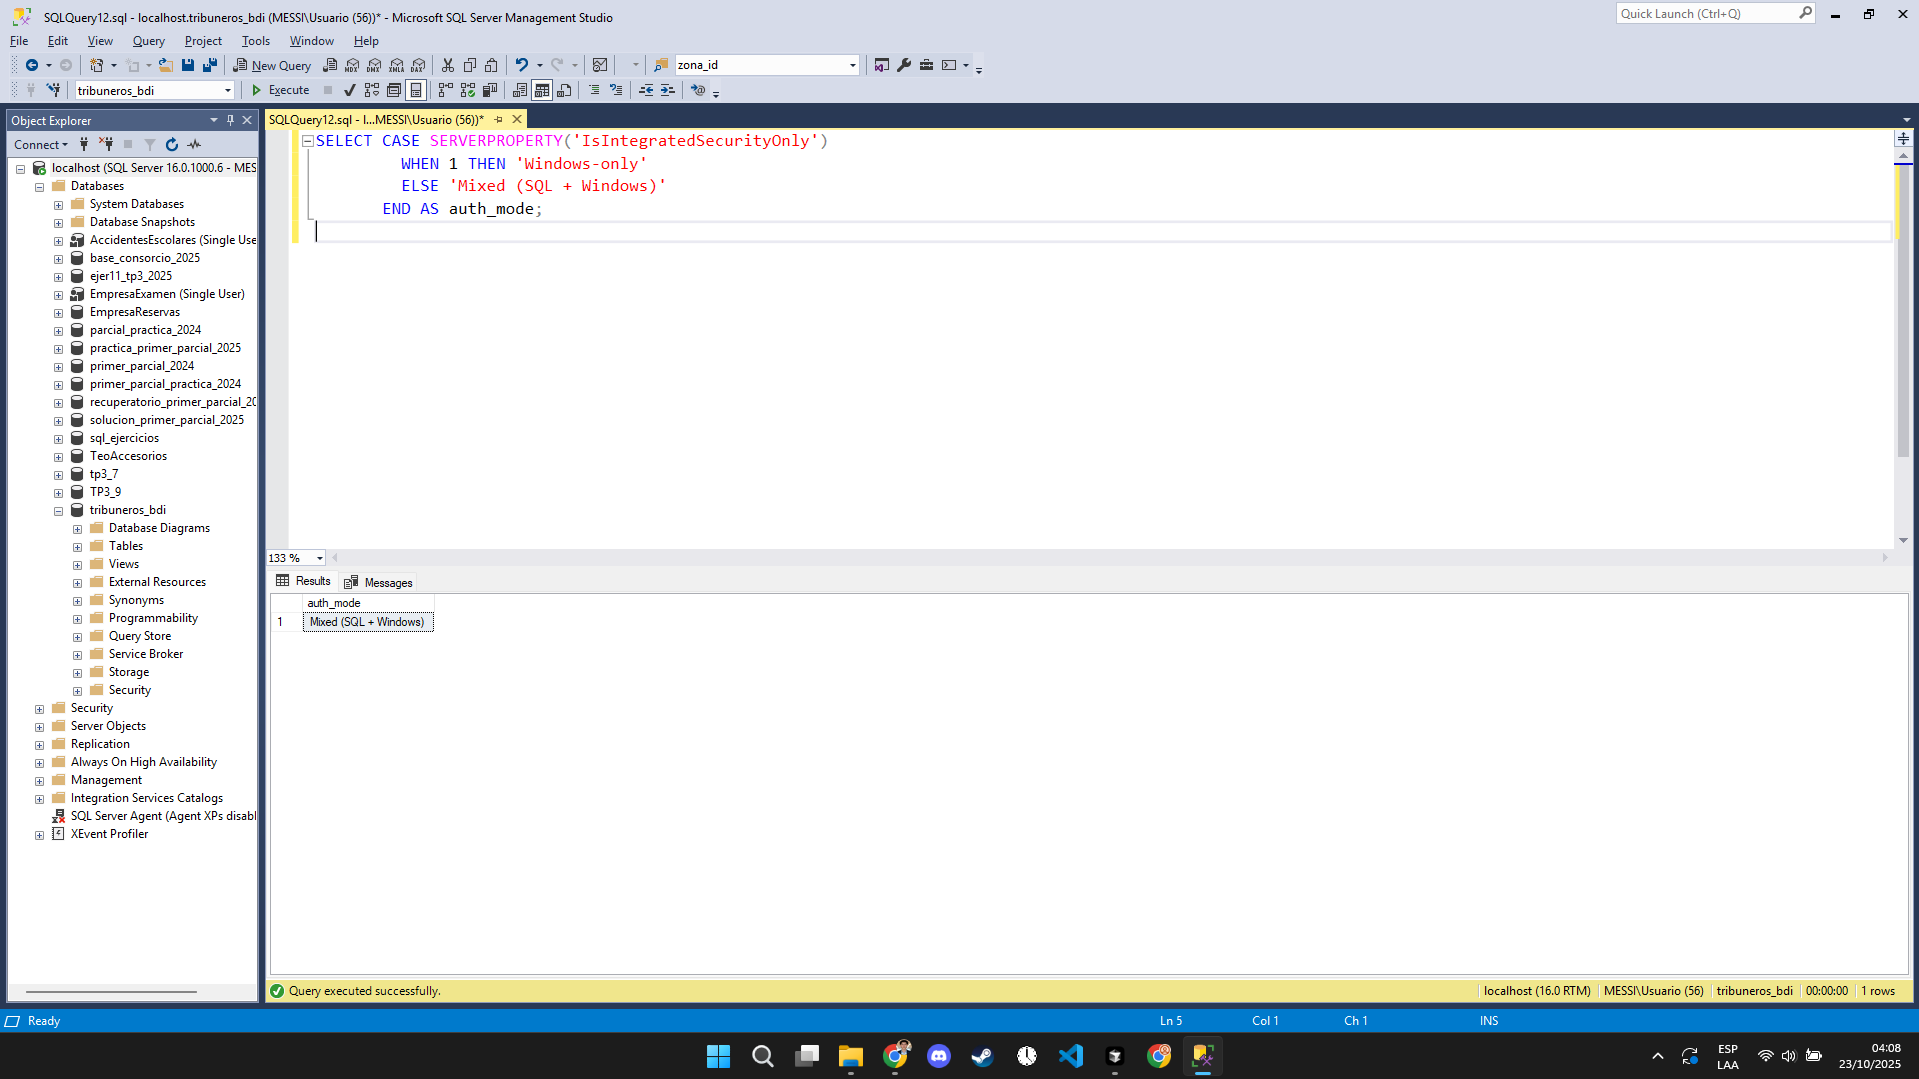 SQLQuery12.sql - localhost.tribuneros_bdi (MESSI\Usuario (56))* - Microsoft SQL Server Management Studio
Quick Launch (Ctrl+Q)
File Edit View Query Project Tools Window Help
New Query
MDX DMX XMLA DAX
zona_id
tribuneros_bdi
Execute
Object Explorer
SQLQuery12.sql - l...MESSI\Usuario (56))*
Connect
localhost (SQL Server 16.0.1000.6 - MES
Databases
System Databases
Database Snapshots
AccidentesEscolares (Single Use
base_consorcio_2025
ejer11_tp3_2025
EmpresaExamen (Single User)
EmpresaReservas
parcial_practica_2024
practica_primer_parcial_2025
primer_parcial_2024
primer_parcial_practica_2024
recuperatorio_primer_parcial_20
solucion_primer_parcial_2025
sql_ejercicios
TeoAccesorios
tp3_7
TP3_9
tribuneros_bdi
Database Diagrams
Tables
Views
External Resources
Synonyms
Programmability
Query Store
Service Broker
Storage
Security
Security
Server Objects
Replication
Always On High Availability
Management
Integration Services Catalogs
SQL Server Agent (Agent XPs disabl
XEvent Profiler
SELECT CASE SERVERPROPERTY('IsIntegratedSecurityOnly')
WHEN 1 THEN 'Windows-only'
ELSE 'Mixed (SQL + Windows)'
END AS auth_mode;
133 %
Results Messages
auth_mode
1 Mixed (SQL + Windows)
Query executed successfully.
localhost (16.0 RTM) MESSI\Usuario (56) tribuneros_bdi 00:00:00 1 rows
Ready
Ln 5 Col 1 Ch 1 INS
ESP
LAA
04:08
23/10/2025